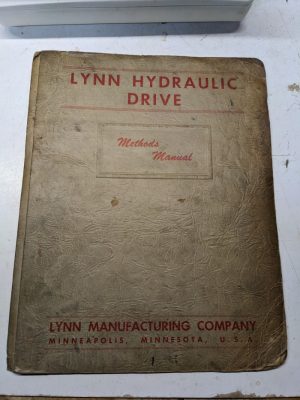 LYNN HYDRAULIC
DRIVE
Methods
Manual
LYNN MANUFACTURING COMPANY
MINNEAPOLIS, MINNESOTA, U.S.A